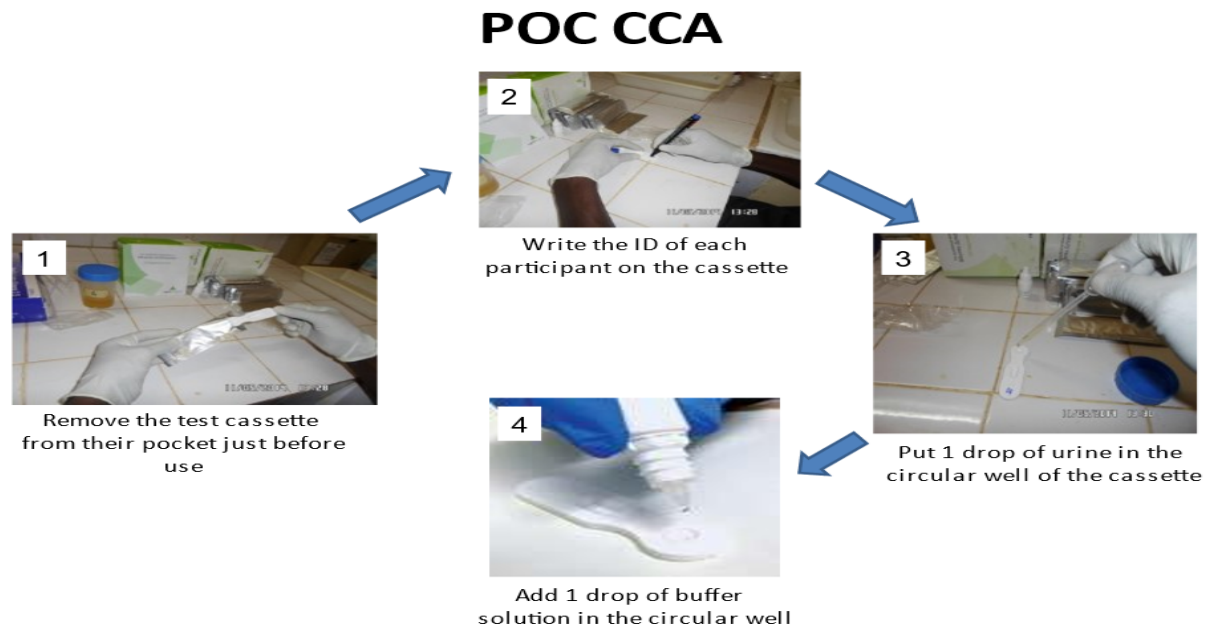 POC CCA
1
Remove the test cassette
from their pocket just before
use
2
Write the ID of each
participant on the cassette
3
Put 1 drop of urine in the
circular well of the cassette
4
Add 1 drop of buffer
solution in the circular well